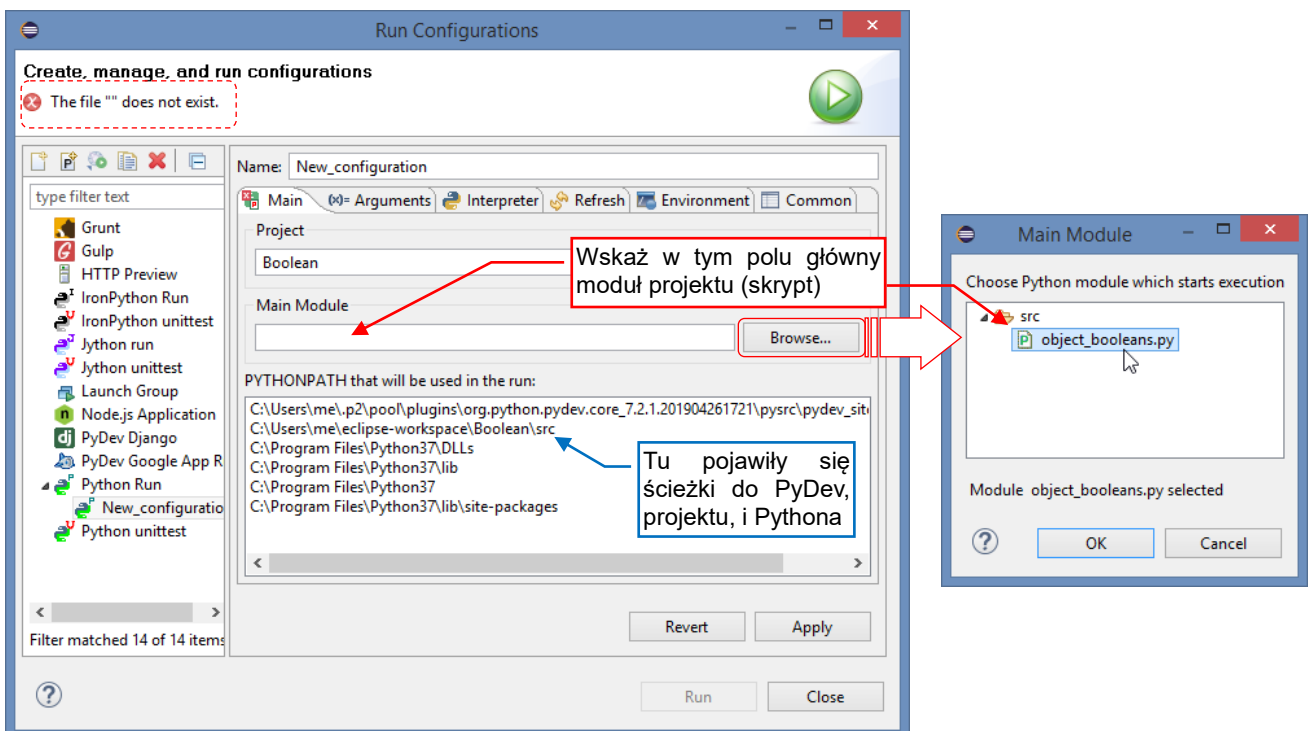 Run Configurations
Create, manage, and run configurations
The file "" does not exist.
type filter text
Grunt
Gulp
HTTP Preview
IronPython Run
IronPython unittest
Jython run
Jython unittest
Launch Group
Node.js Application
PyDev Django
PyDev Google App R
Python Run
New_configuratio
Python unittest
Filter matched 14 of 14 items
Name: New_configuration
Main (x)= Arguments Interpreter Refresh Environment Common
Project
Boolean
Wskaż w tym polu główny
moduł projektu (skrypt)
Main Module
Browse...
PYTHONPATH that will be used in the run:
C:\Users\me\.p2\pool\plugins\org.python.pydev.core_7.2.1.201904261721\pysrc\pydev_sit
C:\Users\me\eclipse-workspace\Boolean\src
C:\Program Files\Python37\DLLs
C:\Program Files\Python37\lib
C:\Program Files\Python37
C:\Program Files\Python37\lib\site-packages
Tu pojawiły się
ścieżki do PyDev,
projektu, i Pythona
Revert Apply
Run Close
Main Module
Choose Python module which starts execution
src
object_booleans.py
Module object_booleans.py selected
OK Cancel